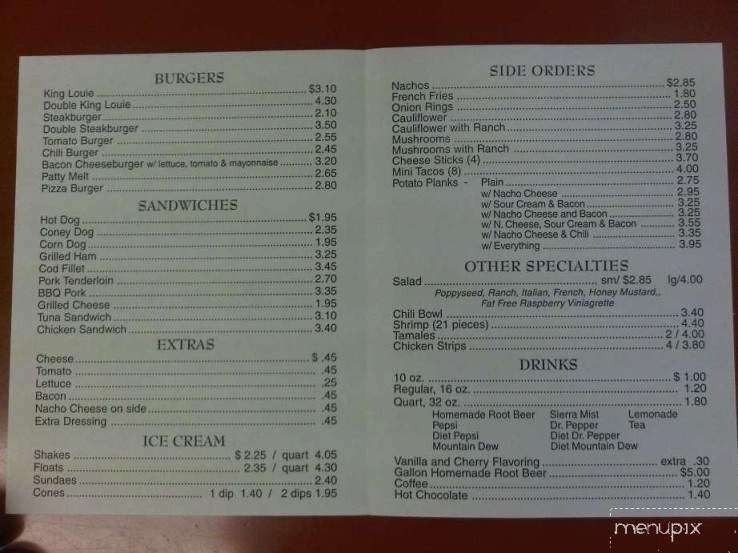 BURGERS
King Louie ........ $3.10
Double King Louie ........ 4.30
Steakburger ........ 2.10
Double Steakburger ........ 3.50
Tomato Burger ........ 2.55
Chili Burger ........ 2.45
Bacon Cheeseburger w/ lettuce, tomato & mayonnaise ........ 3.20
Patty Melt ........ 2.65
Pizza Burger ........ 2.80
SANDWICHES
Hot Dog ........ $1.95
Coney Dog ........ 2.35
Corn Dog ........ 1.95
Grilled Ham ........ 3.25
Cod Fillet ........ 3.45
Pork Tenderloin ........ 2.70
BBQ Pork ........ 3.35
Grilled Cheese ........ 1.95
Tuna Sandwich ........ 3.10
Chicken Sandwich ........ 3.40
EXTRAS
Cheese ........ $ .45
Tomato ........ .45
Lettuce ........ .25
Bacon ........ .45
Nacho Cheese on side ........ .45
Extra Dressing ........ .45
ICE CREAM
Shakes ........ $ 2.25 / quart 4.05
Floats ........ 2.35 / quart 4.30
Sundaes ........ 2.40
Cones ........ 1 dip 1.40 / 2 dips 1.95
SIDE ORDERS
Nachos ........ $2.85
French Fries ........ 1.80
Onion Rings ........ 2.50
Cauliflower ........ 2.80
Cauliflower with Ranch ........ 3.25
Mushrooms ........ 2.80
Mushrooms with Ranch ........ 3.25
Cheese Sticks (4) ........ 3.70
Mini Tacos (8) ........ 4.00
Potato Planks - Plain ........ 2.75
w/ Nacho Cheese ........ 2.95
w/ Sour Cream & Bacon ........ 3.25
w/ Nacho Cheese and Bacon ........ 3.25
w/ N. Cheese, Sour Cream & Bacon ........ 3.55
w/ Nacho Cheese & Chili ........ 3.35
w/ Everything ........ 3.95
OTHER SPECIALTIES
Salad ........ sm/ $2.85 lg/4.00
Poppyseed, Ranch, Italian, French, Honey Mustard,,
Fat Free Raspberry Viniagrette
Chili Bowl ........ 3.40
Shrimp (21 pieces) ........ 4.40
Tamales ........ 2 / 4.00
Chicken Strips ........ 4 / 3.80
DRINKS
10 oz. ........ $ 1.00
Regular, 16 oz. ........ 1.20
Quart, 32 oz. ........ 1.80
Homemade Root Beer Sierra Mist Lemonade
Pepsi Dr. Pepper Tea
Diet Pepsi Diet Dr. Pepper
Mountain Dew Diet Mountain Dew
Vanilla and Cherry Flavoring ........ extra .30
Gallon Homemade Root Beer ........ $5.00
Coffee ........ 1.20
Hot Chocolate ........ 1.40
menupix